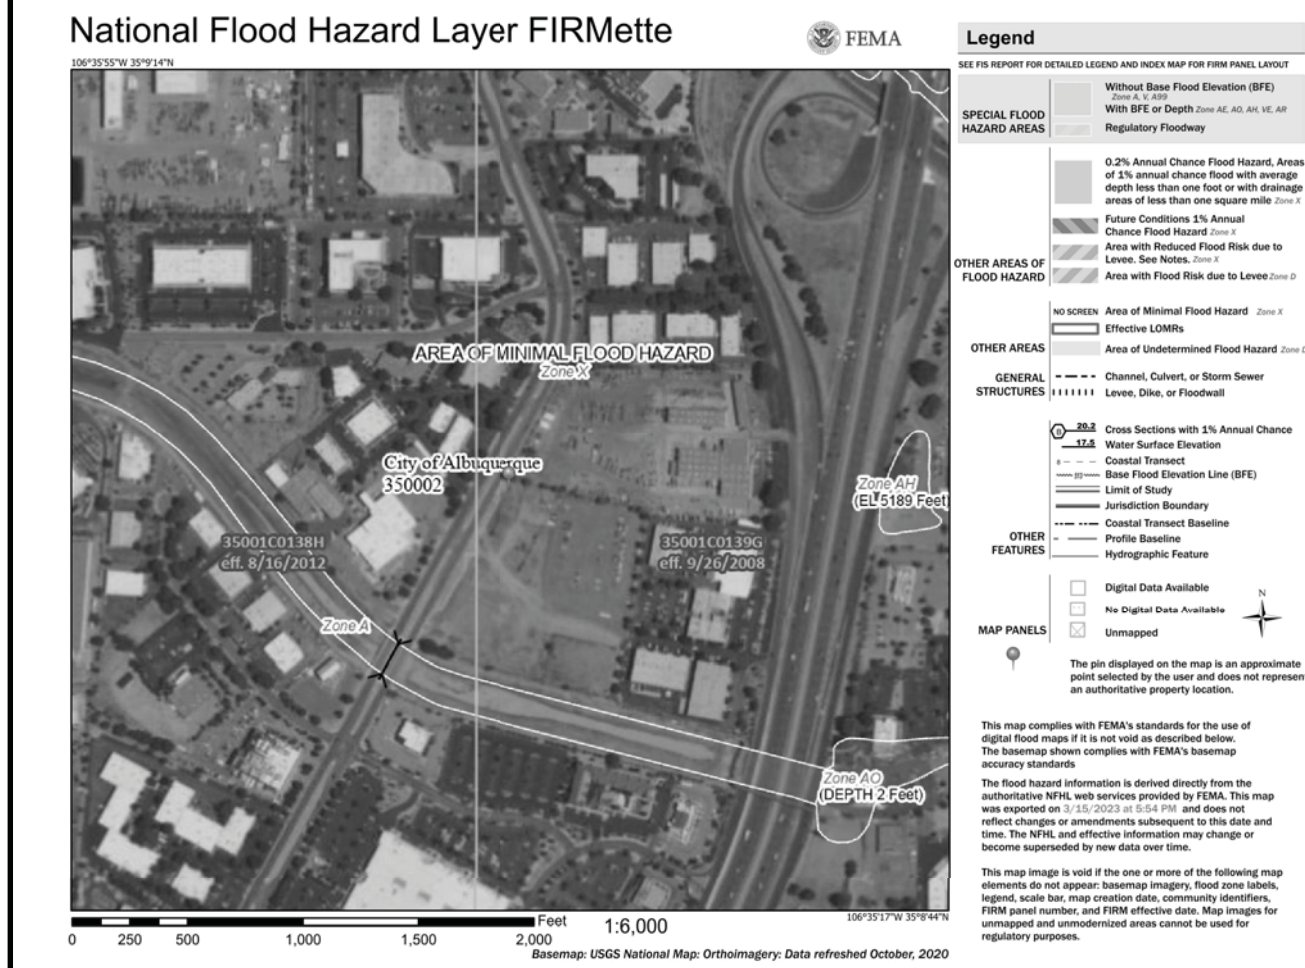 National Flood Hazard Layer FIRMette
FEMA
106°35'55"W 35°9'14"N
AREA OF MINIMAL FLOOD HAZARD
Zone X
City of Albuquerque
350002
Zone AH
(EL 5189 Feet)
35001C0138H
eff. 8/16/2012
35001C0139G
eff. 9/26/2008
Zone A
Zone AO
(DEPTH 2 Feet)
106°35'17"W 35°8'44"N
Feet
1:6,000
0 250 500 1,000 1,500 2,000
Basemap: USGS National Map: Orthoimagery: Data refreshed October, 2020
Legend
SEE FIS REPORT FOR DETAILED LEGEND AND INDEX MAP FOR FIRM PANEL LAYOUT
SPECIAL FLOOD
HAZARD AREAS
Without Base Flood Elevation (BFE)
Zone A, V, A99
With BFE or Depth Zone AE, AO, AH, VE, AR
Regulatory Floodway
OTHER AREAS OF
FLOOD HAZARD
0.2% Annual Chance Flood Hazard, Areas
of 1% annual chance flood with average
depth less than one foot or with drainage
areas of less than one square mile Zone X
Future Conditions 1% Annual
Chance Flood Hazard Zone X
Area with Reduced Flood Risk due to
Levee. See Notes. Zone X
Area with Flood Risk due to Levee Zone D
OTHER AREAS
NO SCREEN Area of Minimal Flood Hazard Zone X
Effective LOMRs
Area of Undetermined Flood Hazard Zone D
GENERAL
STRUCTURES
Channel, Culvert, or Storm Sewer
Levee, Dike, or Floodwall
OTHER
FEATURES
B 20.2 Cross Sections with 1% Annual Chance
17.5 Water Surface Elevation
8 Coastal Transect
Base Flood Elevation Line (BFE)
Limit of Study
Jurisdiction Boundary
Coastal Transect Baseline
Profile Baseline
Hydrographic Feature
MAP PANELS
Digital Data Available
No Digital Data Available
Unmapped
N
The pin displayed on the map is an approximate
point selected by the user and does not represent
an authoritative property location.
This map complies with FEMA's standards for the use of
digital flood maps if it is not void as described below.
The basemap shown complies with FEMA's basemap
accuracy standards
The flood hazard information is derived directly from the
authoritative NFHL web services provided by FEMA. This map
was exported on 3/15/2023 at 5:54 PM and does not
reflect changes or amendments subsequent to this date and
time. The NFHL and effective information may change or
become superseded by new data over time.
This map image is void if the one or more of the following map
elements do not appear: basemap imagery, flood zone labels,
legend, scale bar, map creation date, community identifiers,
FIRM panel number, and FIRM effective date. Map images for
unmapped and unmodernized areas cannot be used for
regulatory purposes.